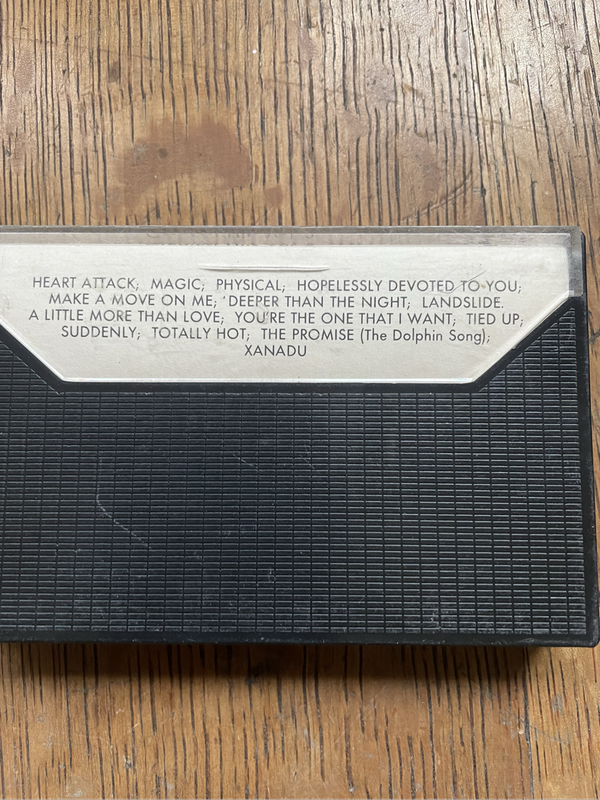 HEART ATTACK; MAGIC; PHYSICAL; HOPELESSLY DEVOTED TO YOU;
MAKE A MOVE ON ME; DEEPER THAN THE NIGHT; LANDSLIDE.
A LITTLE MORE THAN LOVE; YOU'RE THE ONE THAT I WANT; TIED UP;
SUDDENLY; TOTALLY HOT; THE PROMISE (The Dolphin Song);
XANADU